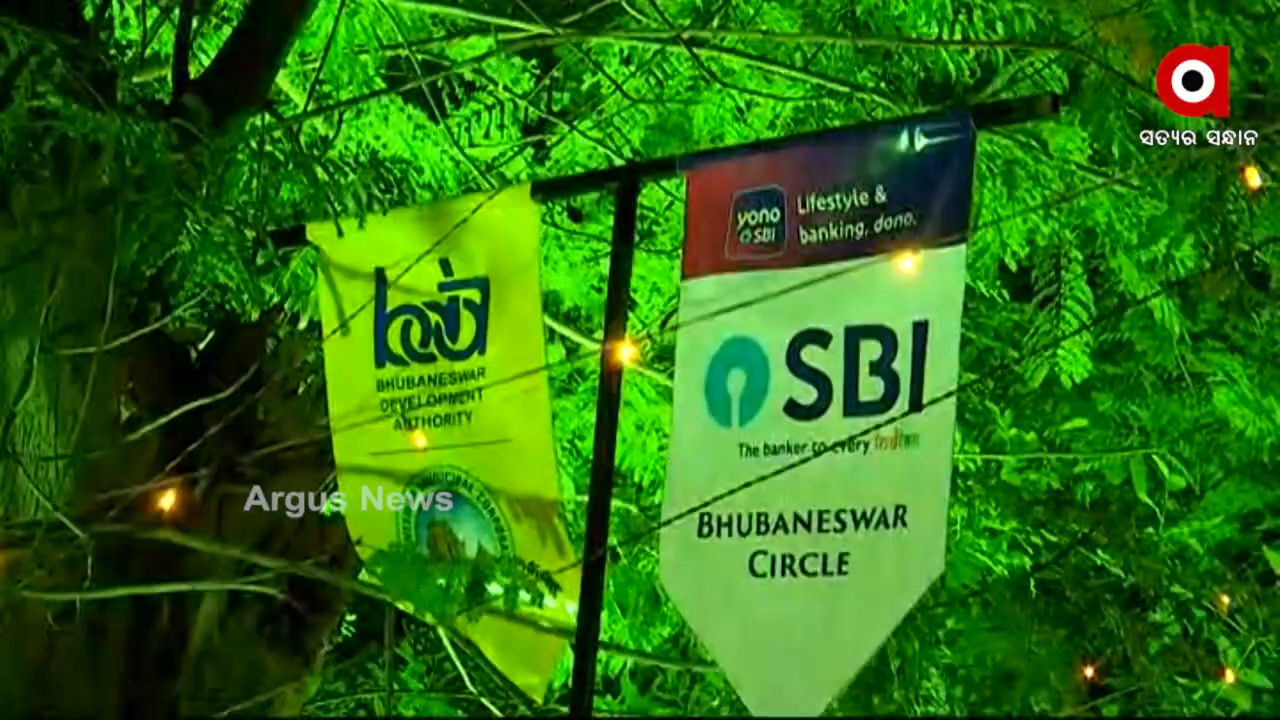 ସତ୍ୟର ସନ୍ଧାନ
yono
SBI
Lifestyle &
banking, dono.
bda
BHUBANESWAR
DEVELOPMENT
AUTHORITY
SBI
The banker to every Indian
Argus News
BHUBANESWAR
CIRCLE